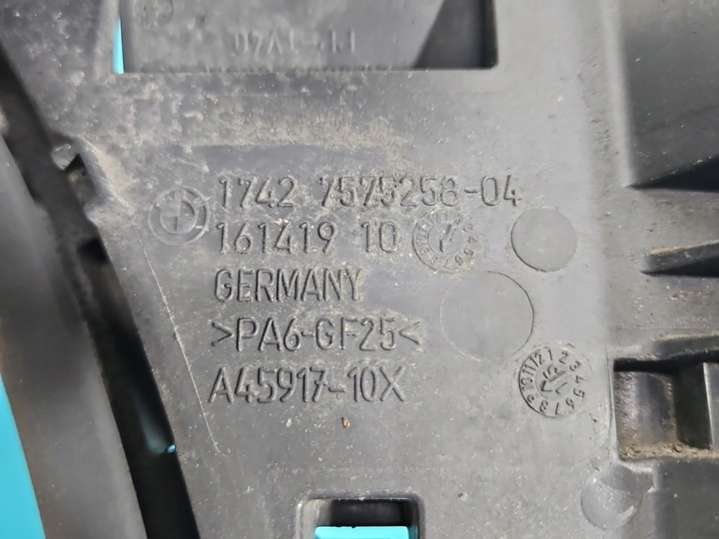 1742 7575258-04
161419 10
GERMANY
>PA6-GF25<
A45917-10X